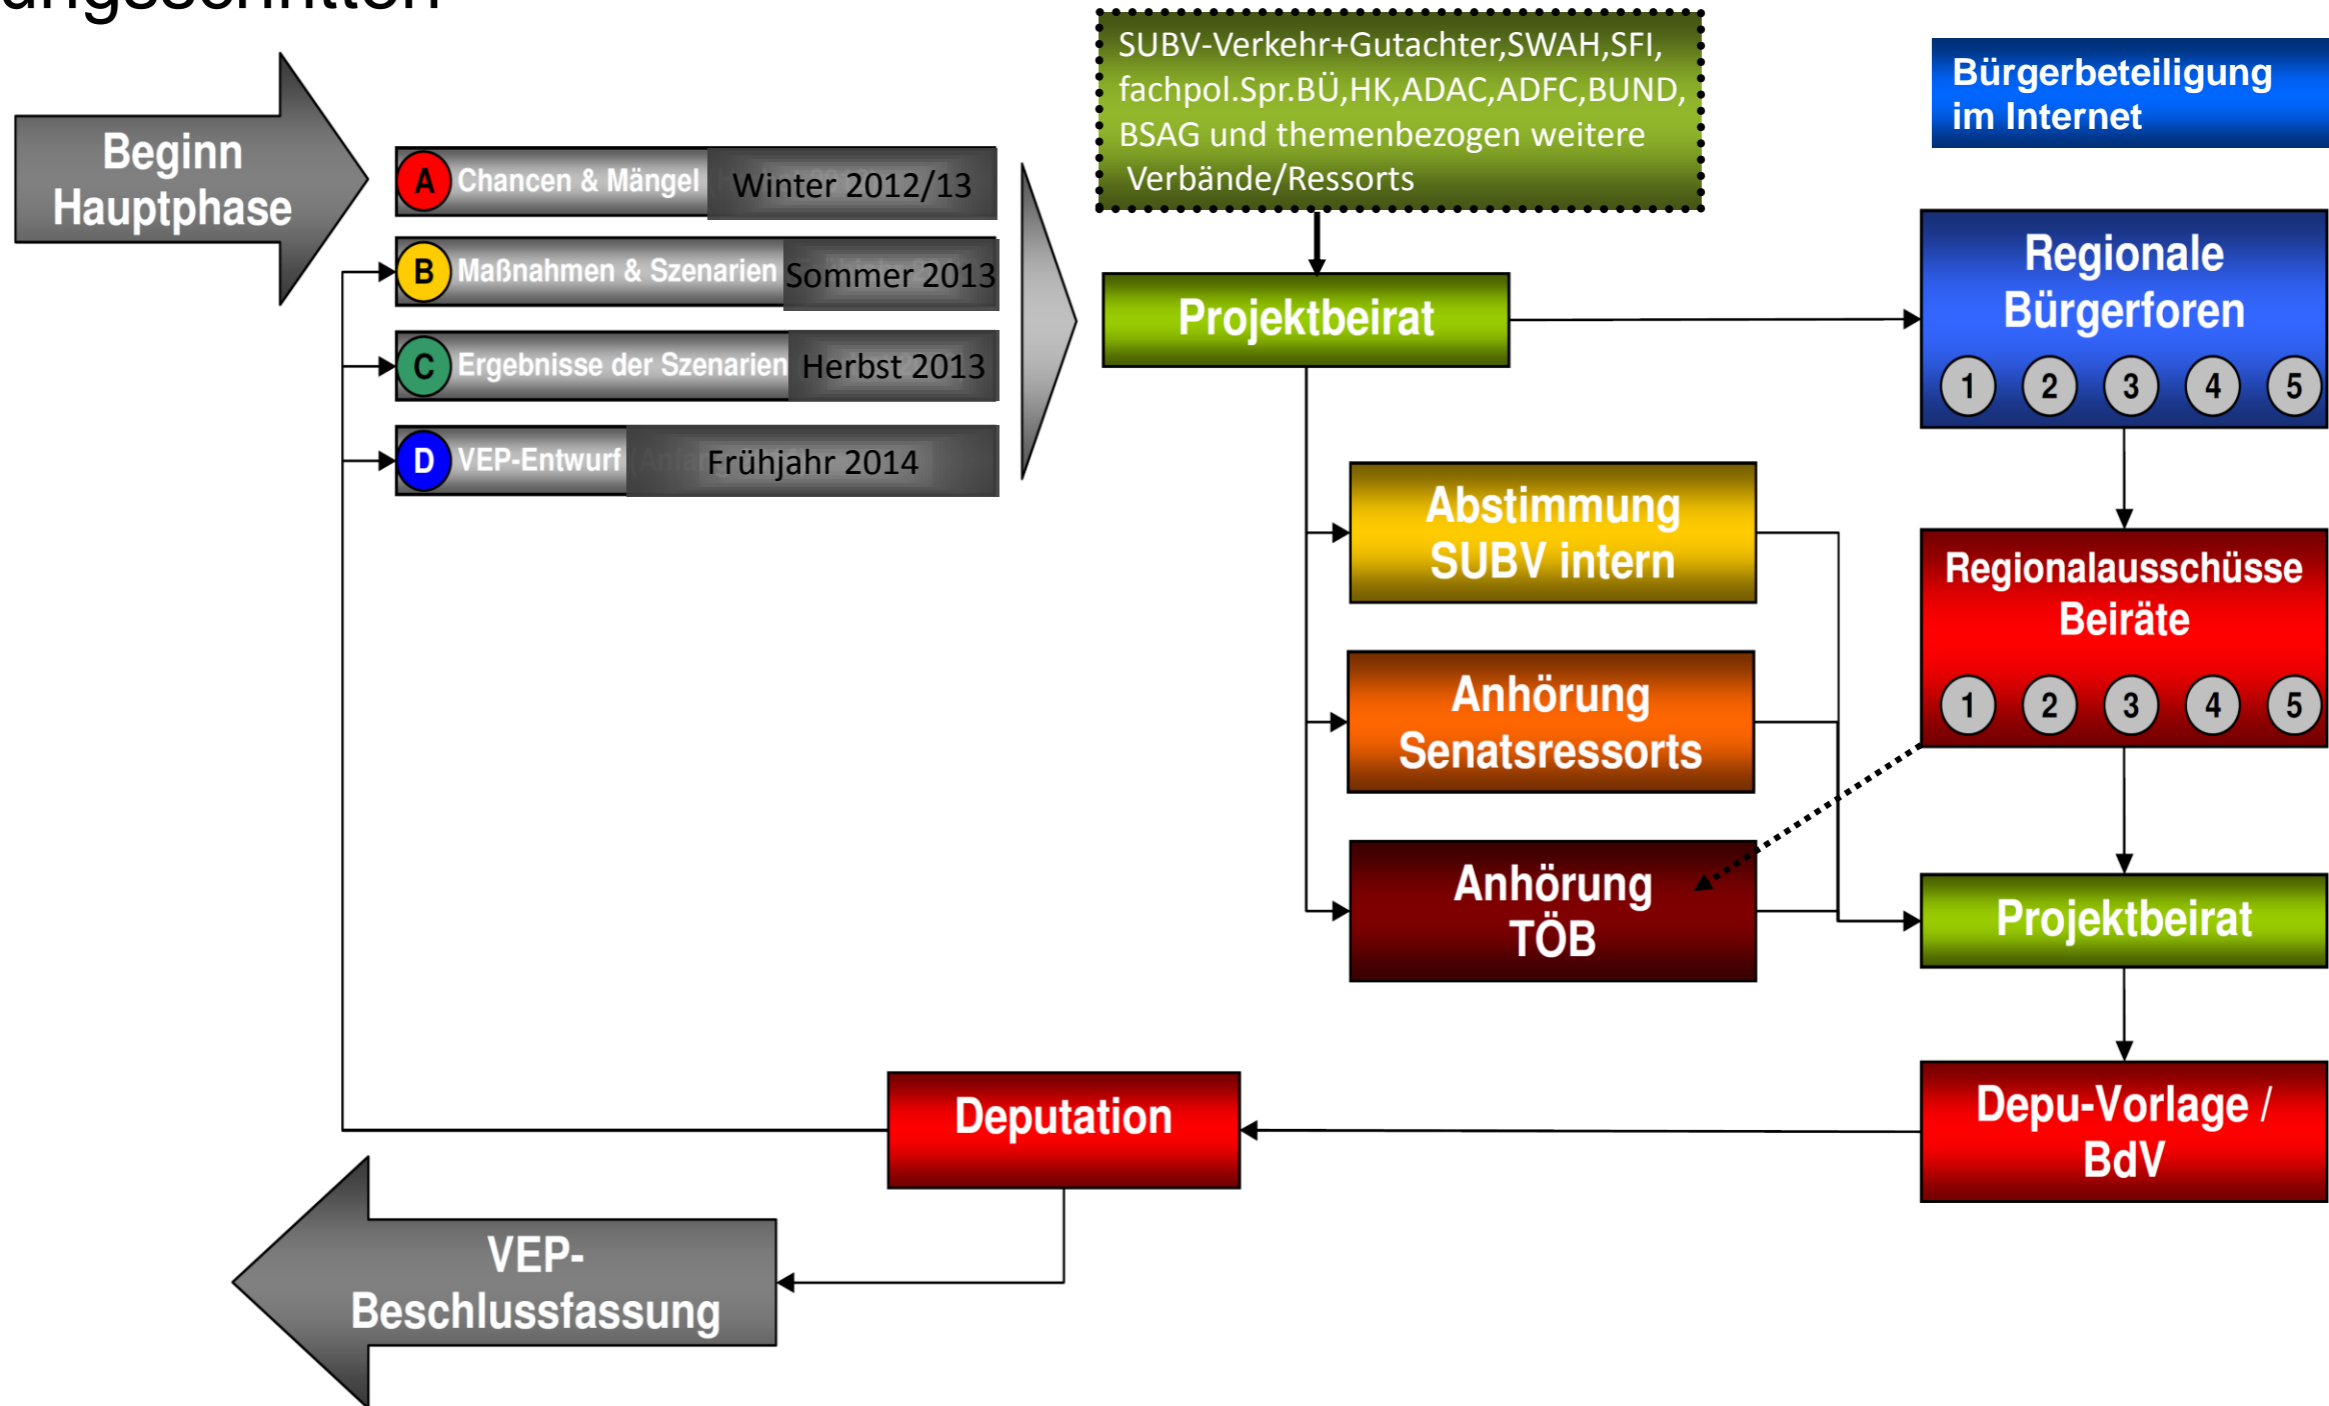 ungsschritten
SUBV-Verkehr+Gutachter,SWAH,SFI,
fachpol.Spr.BÜ,HK,ADAC,ADFC,BUND,
BSAG und themenbezogen weitere
Verbände/Ressorts
Bürgerbeteiligung
im Internet
Beginn
Hauptphase
A Chancen & Mängel Winter 2012/13
B Maßnahmen & Szenarien Sommer 2013
C Ergebnisse der Szenarien Herbst 2013
D VEP-Entwurf Frühjahr 2014
Projektbeirat
Regionale
Bürgerforen
1 2 3 4 5
Abstimmung
SUBV intern
Regionalausschüsse
Beiräte
1 2 3 4 5
Anhörung
Senatsressorts
Anhörung
TÖB
Projektbeirat
Depu-Vorlage /
BdV
Deputation
VEP-
Beschlussfassung